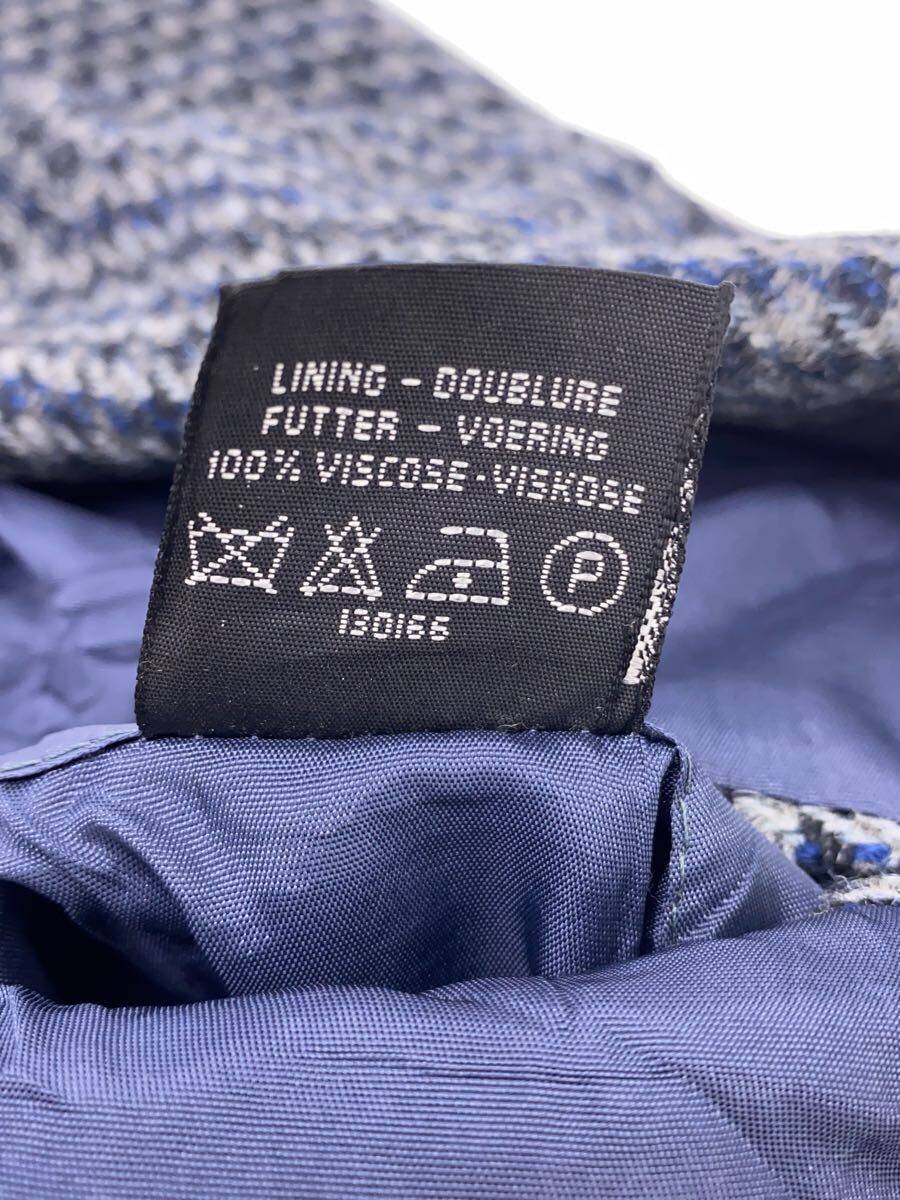 LINING - DOUBLURE
FUTTER - VOERING
100% VISCOSE·VISKOSE
P
130166